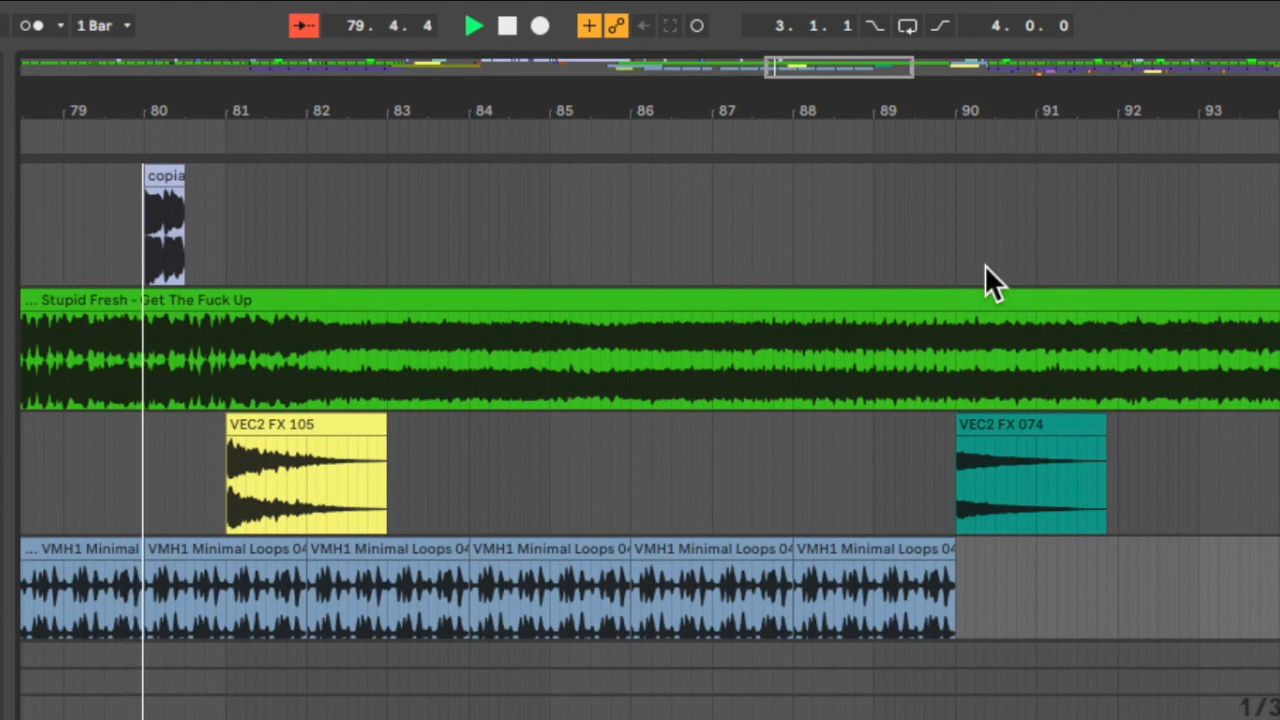 1 Bar 79. 4. 4 3. 1. 1 4. 0. 0
79 80 81 82 83 84 85 86 87 88 89 90 91 92 93
copia
... Stupid Fresh - Get The Fuck Up
VEC2 FX 105 VEC2 FX 074
... VMH1 Minimal VMH1 Minimal Loops 04 VMH1 Minimal Loops 04 VMH1 Minimal Loops 04 VMH1 Minimal Loops 04 VMH1 Minimal Loops 04
1/3